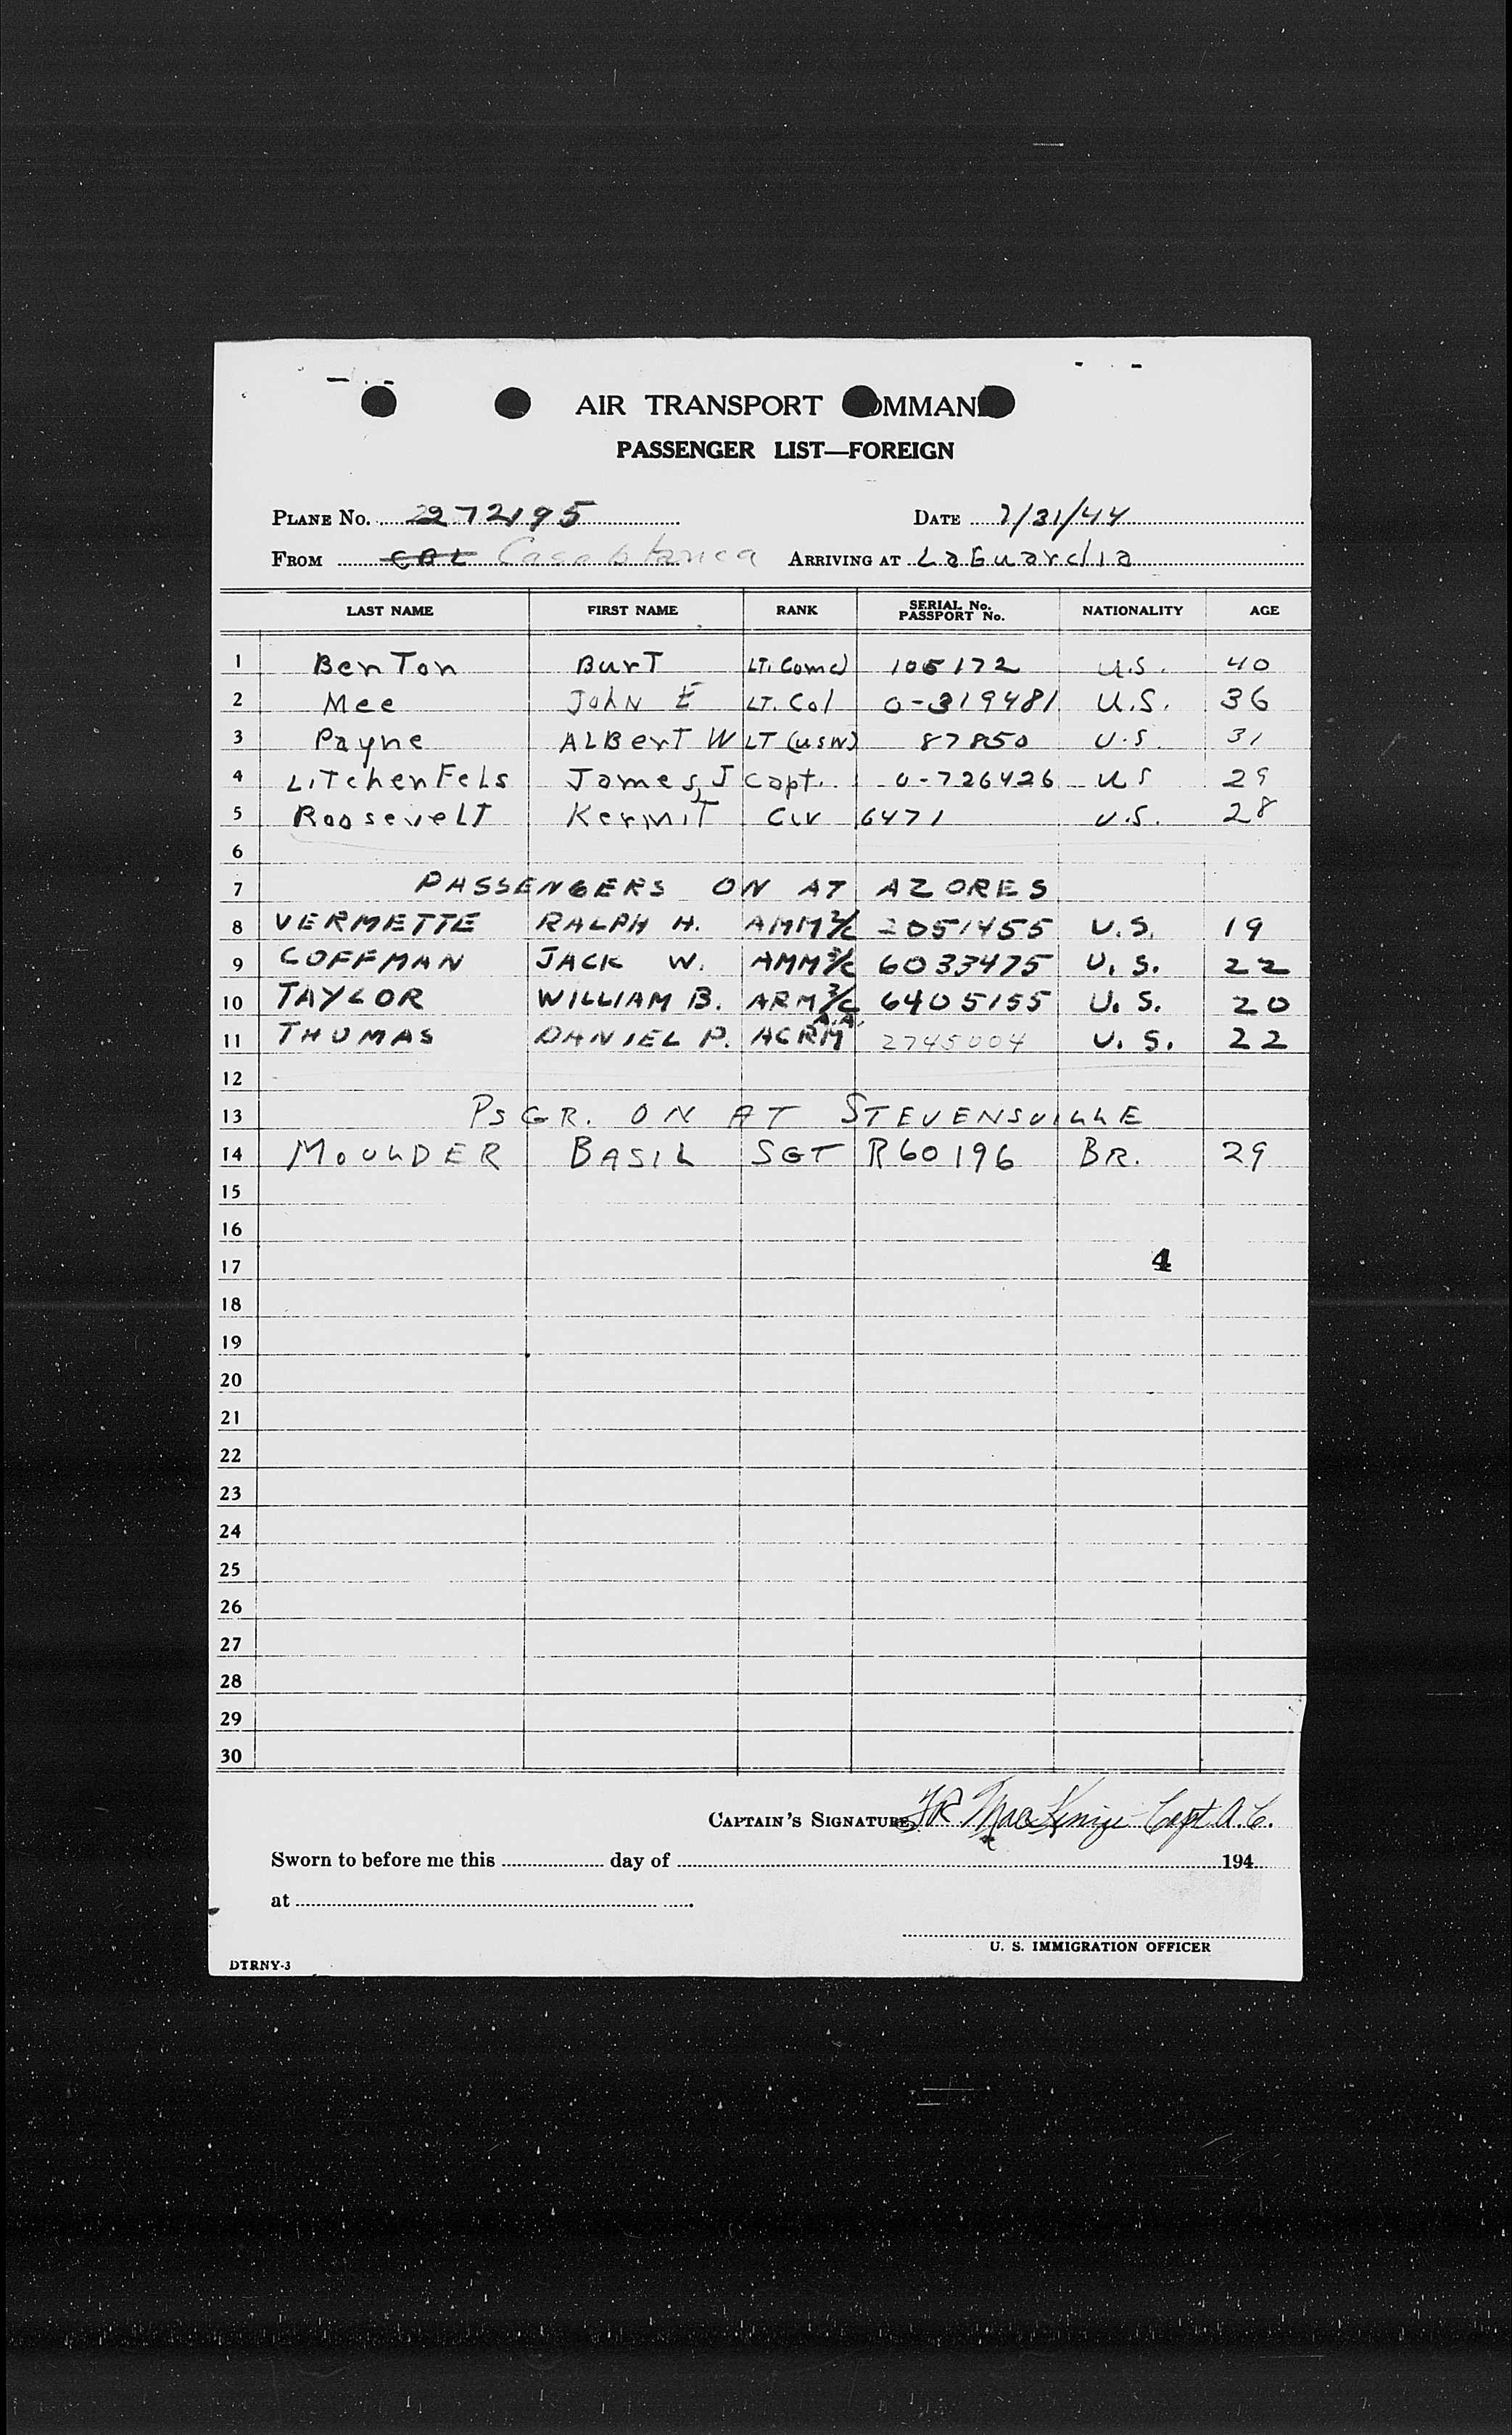 AIR TRANSPORT COMMAND
PASSENGER LIST—FOREIGN
PLANE No. 272195 DATE 7/31/44
FROM CBL Casablanca ARRIVING AT LaGuardia
LAST NAME FIRST NAME RANK SERIAL No. PASSPORT No. NATIONALITY AGE
1 BenTon BurT LT. Comd 105172 U.S. 40
2 Mee John E LT. Col 0-319481 U.S. 36
3 Payne ALBerT W LT (USN) 87850 U.S. 31
4 LiTchenFels James J Capt. 0-726426 U S 29
5 RooseveLT KermiT Civ 6471 U.S. 28
6
7 PASSENGERS ON AT AZORES
8 VERMETTE RALPH H. AMM 2/c 2051455 U.S. 19
9 COFFMAN JACK W. AMM 3/c 6033475 U.S. 22
10 TAYLOR WILLIAM B. ARM 3/c 6405155 U.S. 20
11 THOMAS DANIEL P. ACRM A.A. 2745004 U.S. 22
12
13 PSGR. ON AT STEVENSVILLE
14 MOULDER BASIL SGT R60196 BR. 29
15
16
17 4
18
19
20
21
22
23
24
25
26
27
28
29
30
CAPTAIN'S SIGNATURE MacKenzie Capt A.C.
Sworn to before me this day of 194
at
U. S. IMMIGRATION OFFICER
DTRNY-3